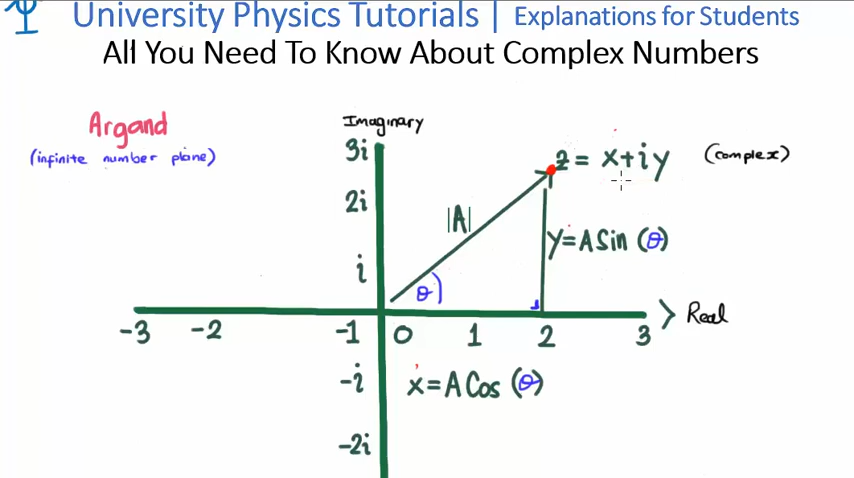 University Physics Tutorials | Explanations for Students
All You Need To Know About Complex Numbers
Argand
(infinite number plane)
Imaginary
3i
2i
i
-i
-2i
|A|
θ
z = x+iy
(complex)
y=ASin (θ)
Real
-3 -2 -1 0 1 2 3
x=ACos (θ)